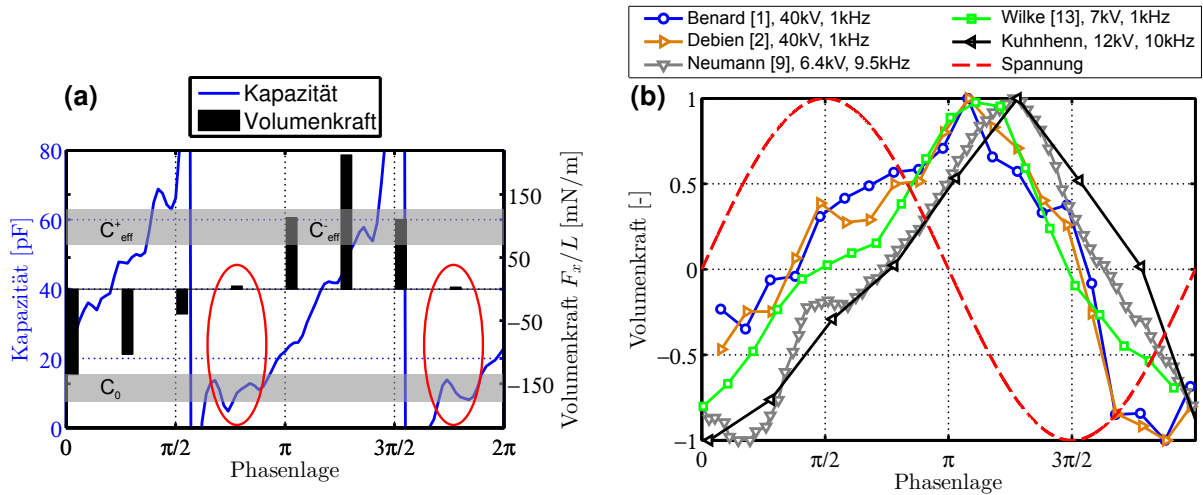 (a)
Kapazität
Volumenkraft
80
60
40
20
0
Kapazität [pF]
C⁺eff
C⁻eff
C₀
150
50
−50
−150
Volumenkraft Fx/L [mN/m]
0
π/2
π
3π/2
2π
Phasenlage
Benard [1], 40kV, 1kHz
Debien [2], 40kV, 1kHz
Neumann [9], 6.4kV, 9.5kHz
Wilke [13], 7kV, 1kHz
Kuhnhenn, 12kV, 10kHz
Spannung
(b)
1
0.5
0
−0.5
−1
Volumenkraft [-]
0
π/2
π
3π/2
Phasenlage